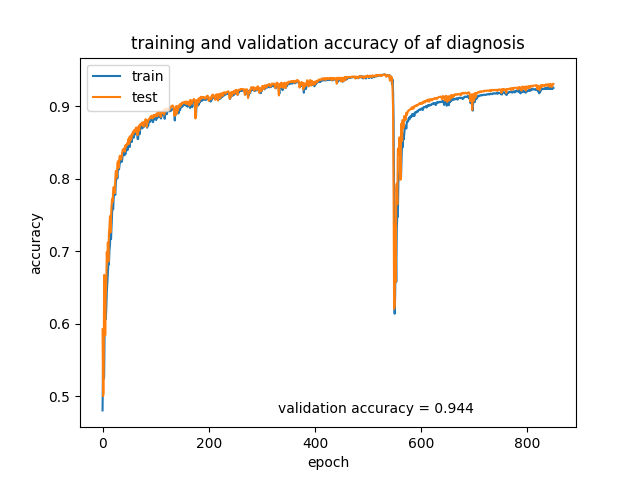 training and validation accuracy of af diagnosis
train
test
0.9
0.8
0.7
0.6
0.5
accuracy
validation accuracy = 0.944
0 200 400 600 800
epoch